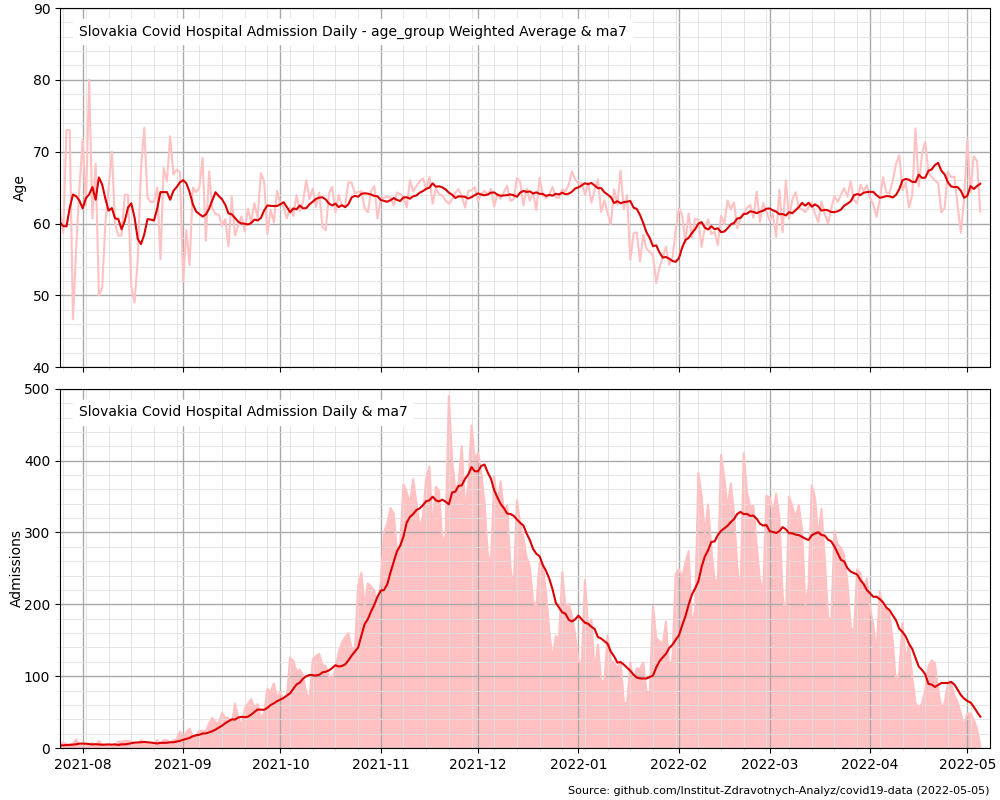 90
Slovakia Covid Hospital Admission Daily - age_group Weighted Average & ma7
80
70
Age
60
50
40
500
Slovakia Covid Hospital Admission Daily & ma7
400
300
Admissions
200
100
0
2021-08 2021-09 2021-10 2021-11 2021-12 2022-01 2022-02 2022-03 2022-04 2022-05
Source: github.com/Institut-Zdravotnych-Analyz/covid19-data (2022-05-05)